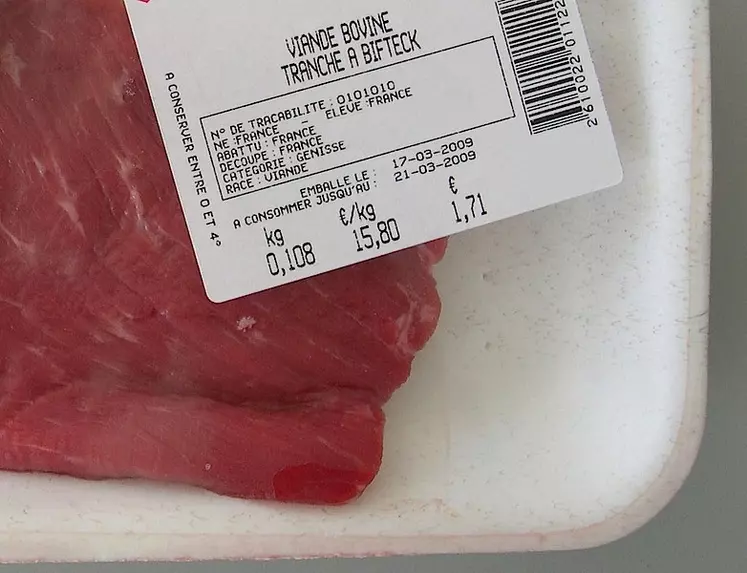 VIANDE BOVINE
TRANCHE A BIFTECK
N° DE TRACABILITE : 0101010
NE :FRANCE – ELEVE :FRANCE
ABATTU : FRANCE
DECOUPE : FRANCE
CATEGORIE : GENISSE
RACE : VIANDE
A CONSERVER ENTRE 0 ET 4°
EMBALLE LE : 17-03-2009
A CONSOMMER JUSQU'AU : 21-03-2009
kg €/kg €
0,108 15,80 1,71
2610022 01122